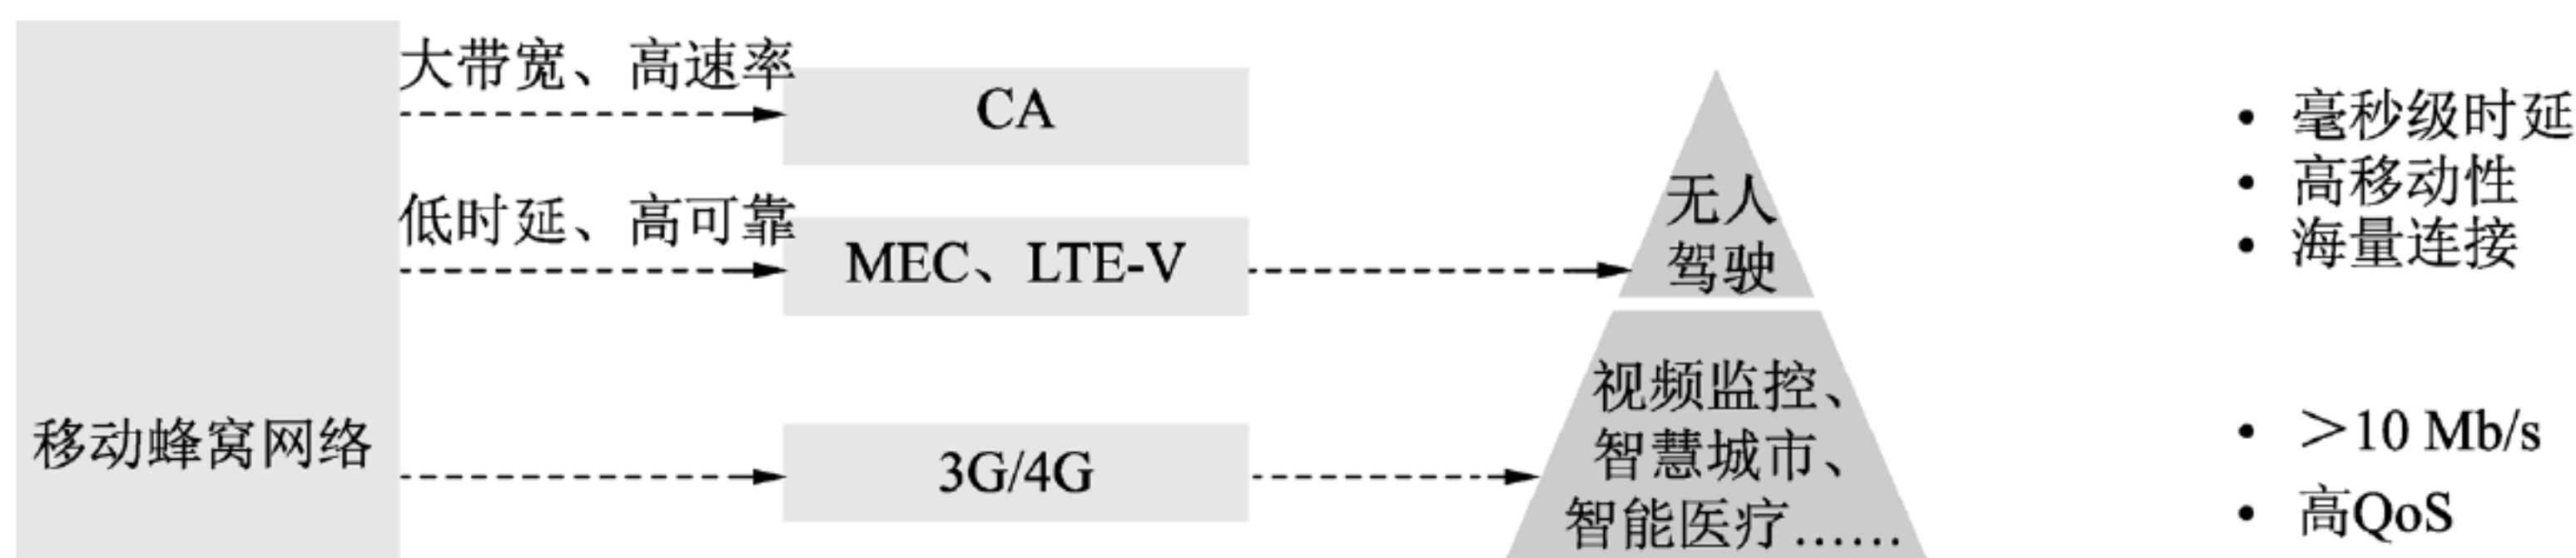 大带宽、高速率
CA
低时延、高可靠
MEC、LTE-V
移动蜂窝网络
3G/4G
无人
驾驶
视频监控、
智慧城市、
智能医疗……
• 毫秒级时延
• 高移动性
• 海量连接
• ＞10 Mb/s
• 高QoS